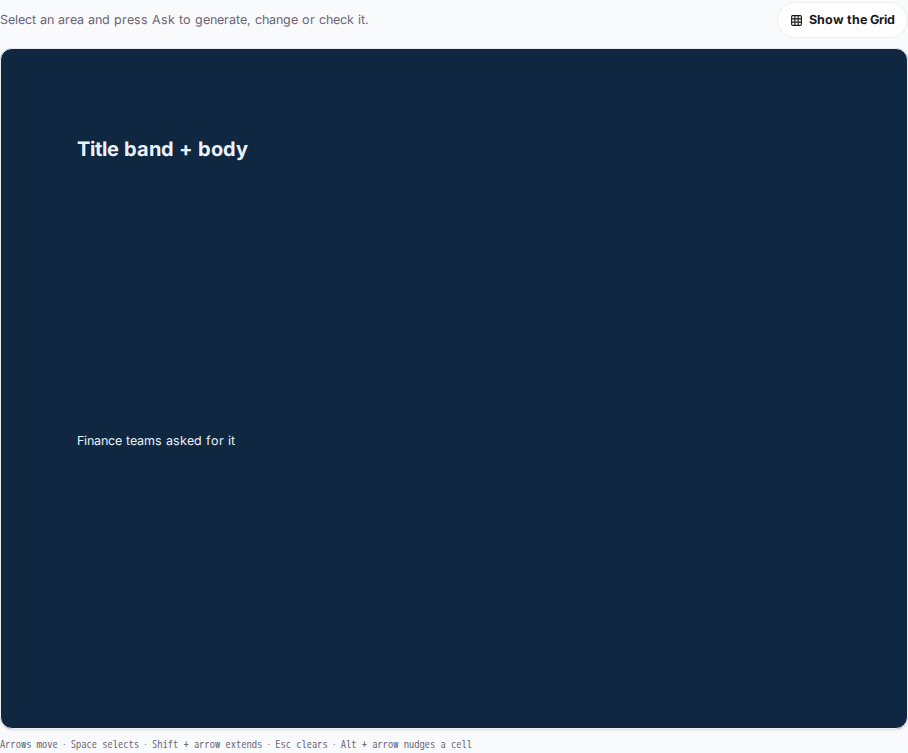 Select an area and press Ask to generate, change or check it.
Show the Grid
Title band + body
Finance teams asked for it
Arrows move · Space selects · Shift + arrow extends · Esc clears · Alt + arrow nudges a cell